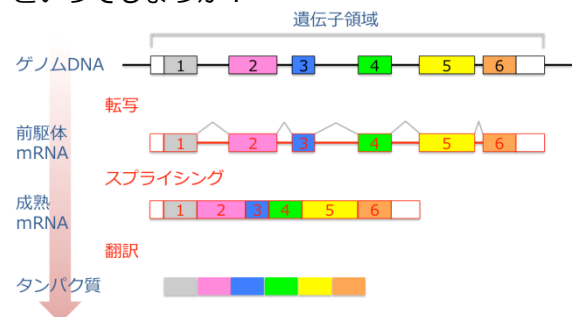 遺伝子領域
ゲノムDNA
1 2 3 4 5 6
転写
前駆体
mRNA
1 2 3 4 5 6
スプライシング
成熟
mRNA
1 2 3 4 5 6
翻訳
タンパク質